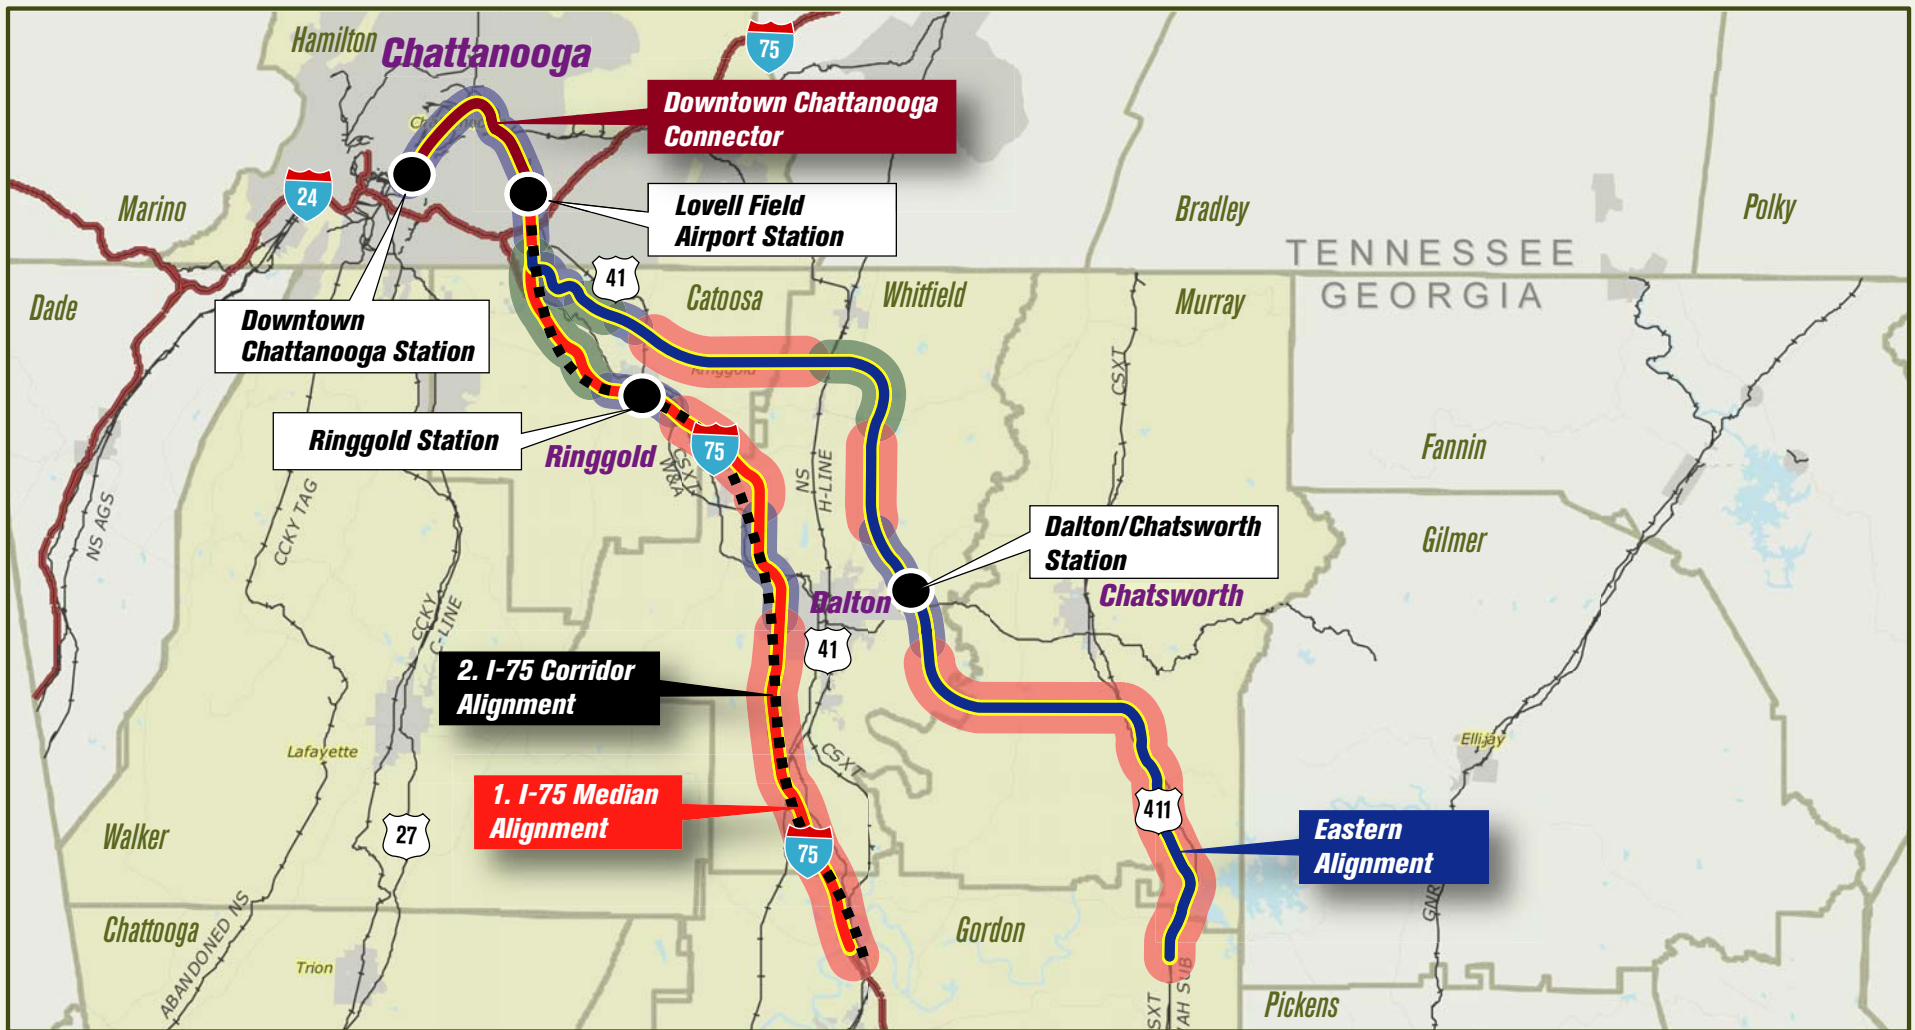 Hamilton
Chattanooga
75
Downtown Chattanooga
Connector
24
Marino
Lovell Field
Airport Station
Bradley
Polky
TENNESSEE
GEORGIA
41
Dade
Catoosa
Whitfield
Murray
Downtown
Chattanooga Station
Ringgold
CSXT
Ringgold Station
Ringgold
75
CSXT
W&A
NS
H-LINE
Fannin
NS AGS
CCKY TAG
Dalton/Chatsworth
Station
Gilmer
Dalton
Chatsworth
CCKY
C-LINE
41
2. I-75 Corridor
Alignment
Lafayette
CSXT
Ellijay
1. I-75 Median
Alignment
411
Eastern
Alignment
Walker
27
75
GNRR
Chattooga
ABANDONED NS
Gordon
Trion
CSXT
Pickens